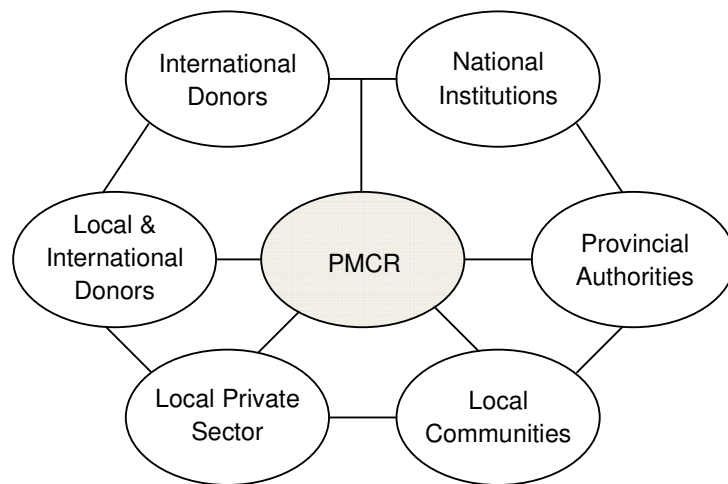 International
Donors
National
Institutions
Local &
International
Donors
PMCR
Provincial
Authorities
Local Private
Sector
Local
Communities